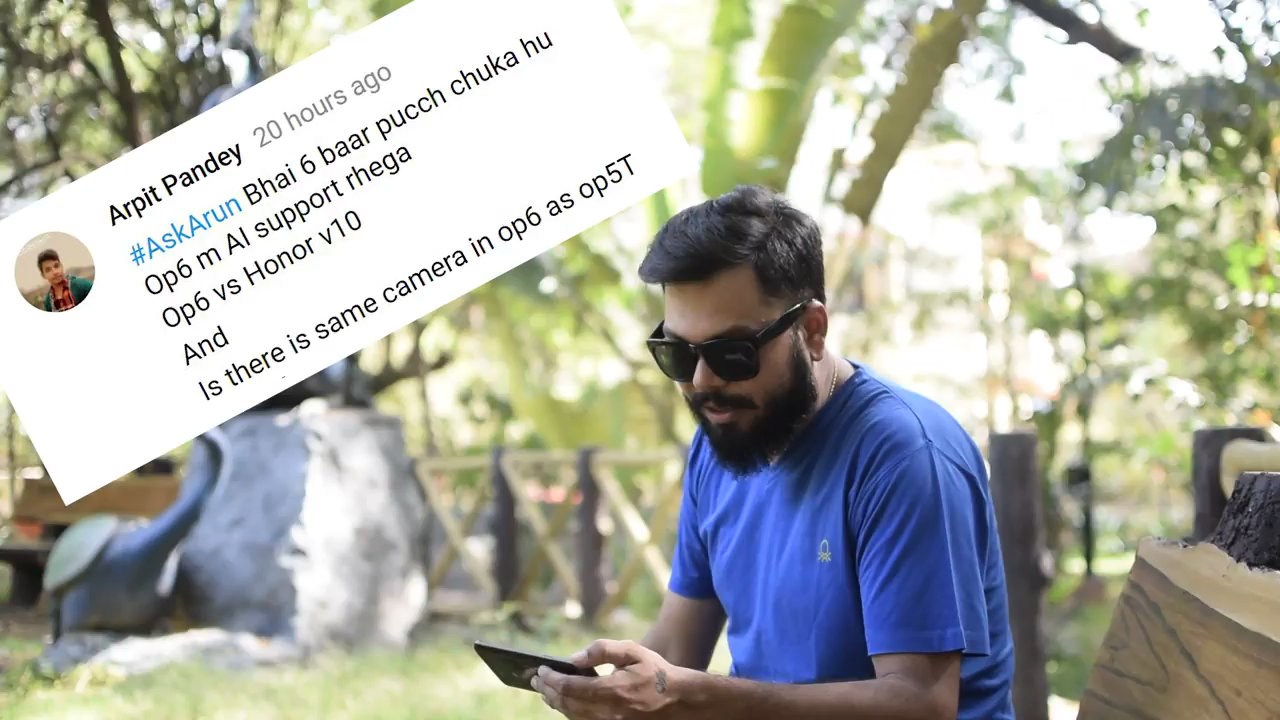 Arpit Pandey 20 hours ago
#AskArun Bhai 6 baar pucch chuka hu
Op6 m AI support rhega
Op6 vs Honor v10
And
Is there is same camera in op6 as op5T